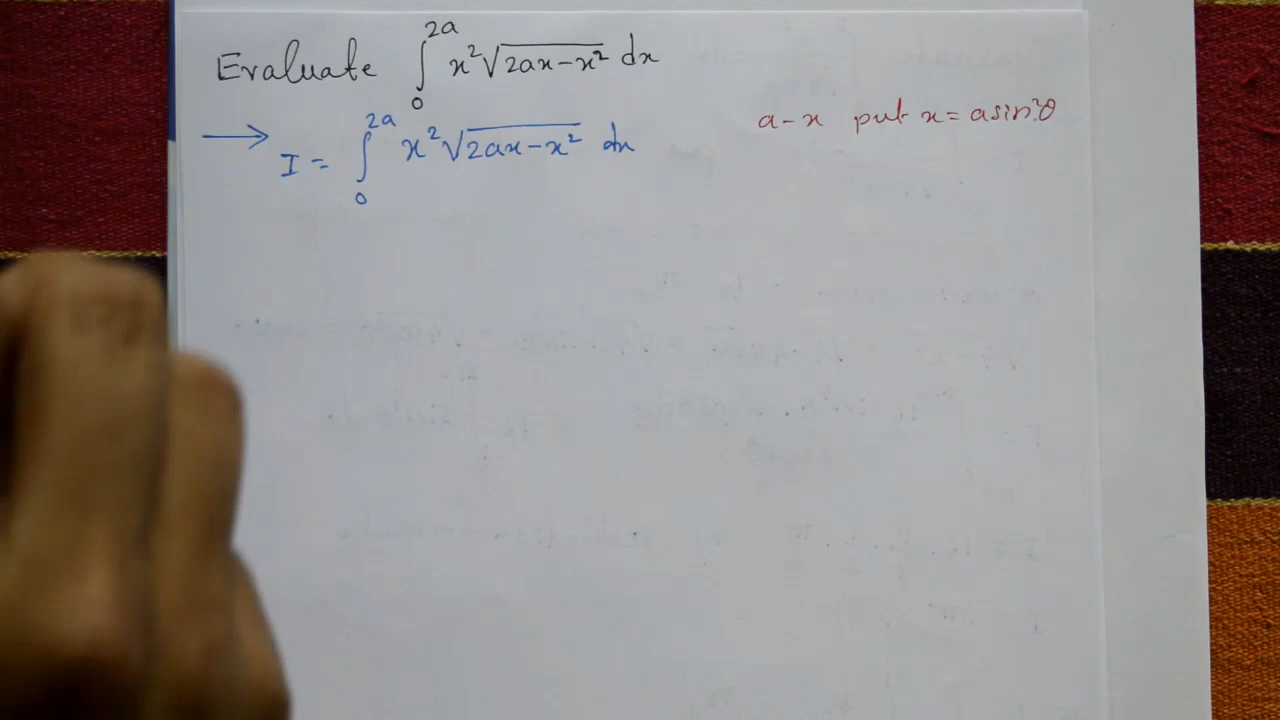 Evaluate ∫₀^2a x²√(2ax-x²) dx
→ I = ∫₀^2a x²√(2ax-x²) dx
a-x put x = a sin²θ